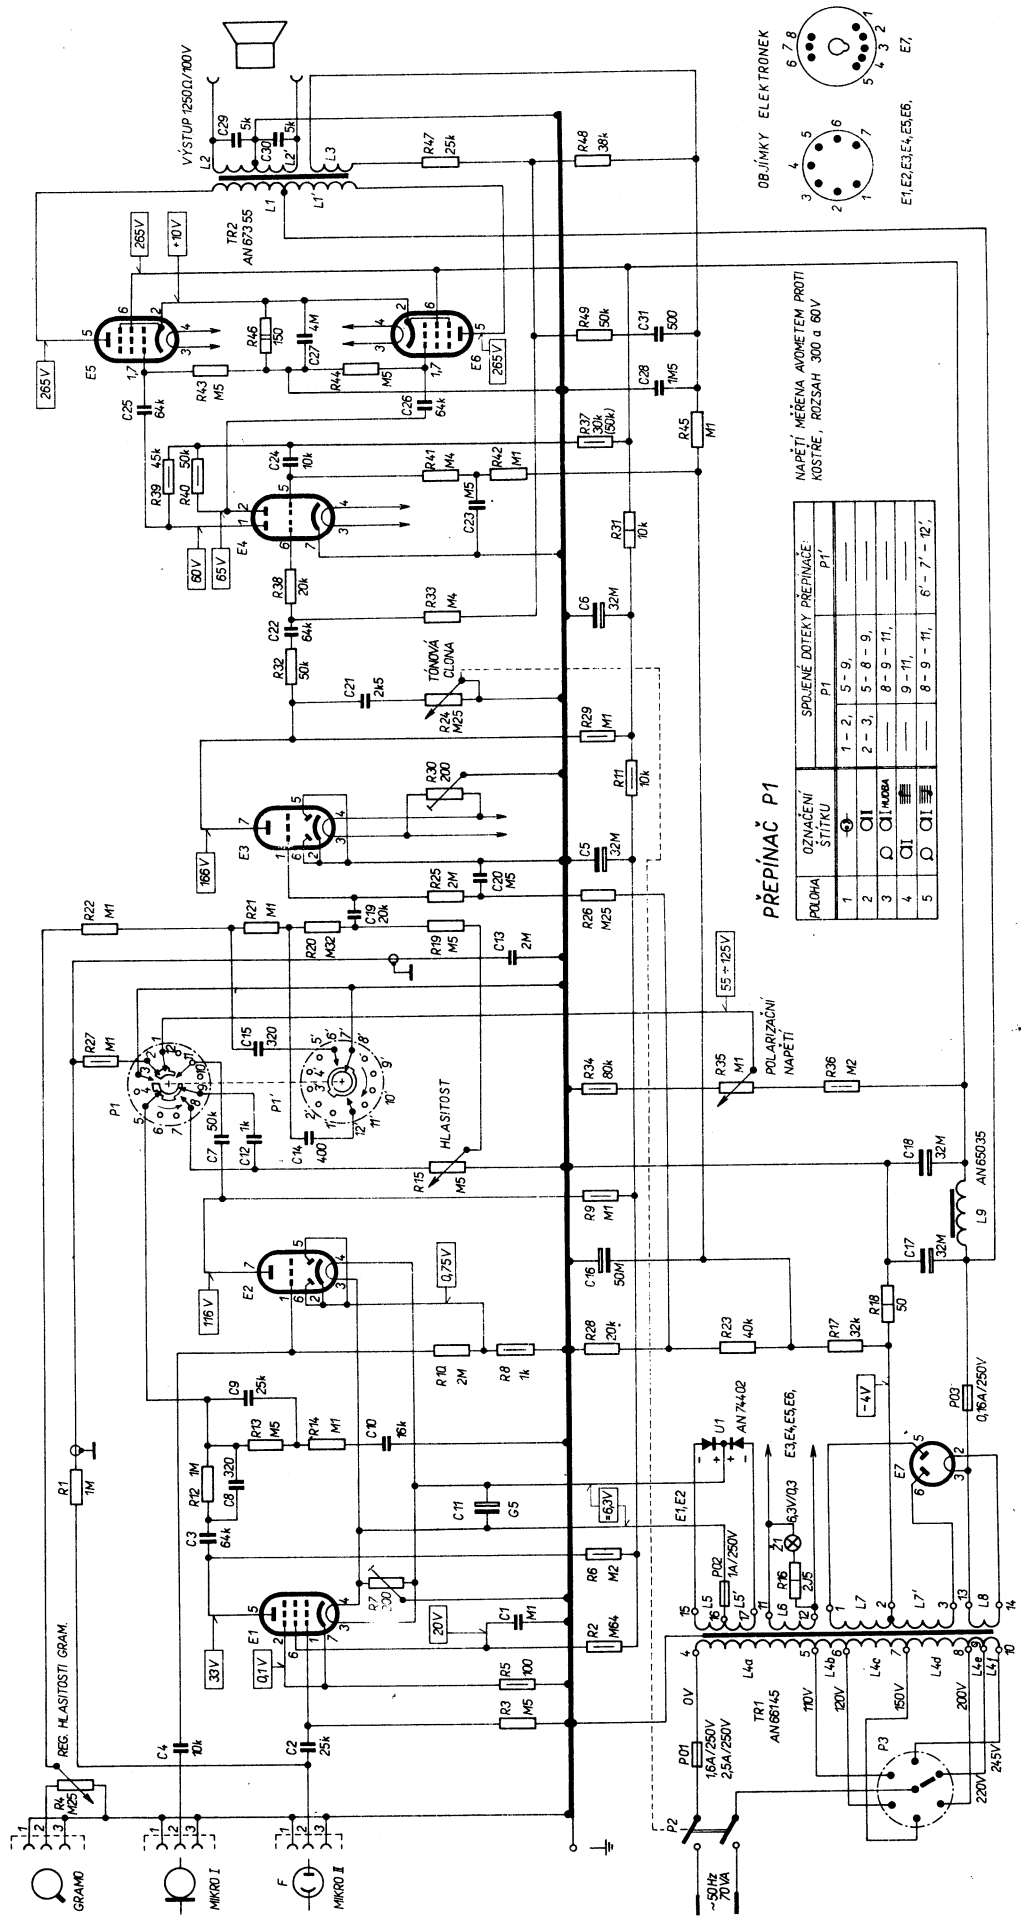 GRAMO
MIKRO I
MIKRO II
F
1
2
3
1
2
3
1
2
3
R4
M25
REG. HLASITOSTI GRAM.
R1
1M
R27
M1
R22
M1
C4
10k
C2
25k
33V
0,1V
20V
E1
C3
64k
R12 1M
C8 320
C9
25k
R13
M5
R14
M1
C10
16k
R3
M5
R5
100
C1
M1
C11
G5
=6,3V
R2
M64
R6
M2
116V
E2
0,75V
R10
2M
R8
1k
P1
C7
50k
C12
1k
C14
400
C15
320
P1'
HLASITOST
R15
M5
R9
M1
R21
M1
R20
M32
C19
20k
R19
M5
R25
2M
C20
M5
C13
2M
166V
E3
R30
200
R26
M25
R29
M1
C21
2k5
R24
M25
TÓNOVÁ
CLONA
R32
50k
C22
64k
R38
20k
R33
M4
60V
65V
E4
R39
45k
R40
50k
C24
10k
R41
M4
R42
M1
C23
M5
C25
64k
C26
64k
265V
E5
265V
+10V
R43
M5
R44
M5
R46
150
C27
4M
E6
265V
TR2
AN 67355
L1
L1'
L2
L2'
L3
C29
5k
C30
5k
VÝSTUP 1250Ω/100V
R47
25k
R48
38k
R49
50k
C31
500
C28
1M5
R45
M1
R37
30k
(50k)
R31
10k
C6
32M
R11
10k
C5
32M
R34
80k
R35
M1
POLARIZAČNÍ
NAPĚTÍ
55÷125V
R36
M2
C16
50M
R28
20k
R23
40k
R17
32k
R18
50
-4V
C17
32M
C18
32M
L9
AN 65035
P03
0,16A/250V
E7
U1
AN 74402
E1, E2
E3,E4,E5,E6,
6,3V/0,3
Z1
R16
2J5
P02
1A/250V
L5
L5'
L6
L7
L7'
L8
TR1
AN 66145
L4a
L4b
L4c
L4d
L4e
L4f
0V
110V
120V
150V
200V
220V
245V
P3
P01
1,6A/250V
2,5A/250V
P2
~50Hz
70VA
OBJÍMKY ELEKTRONEK
E1,E2,E3,E4,E5,E6,
E7,
NAPĚTÍ MĚŘENA AVOMETEM PROTI
KOSTŘE, ROZSAH 300 a 60V
PŘEPÍNAČ P1
POLOHA
OZNAČENÍ
ŠTÍTKU
SPOJENÉ DOTEKY PŘEPÍNAČE:
P1
P1'
1 1 - 2, 5 - 9, —
2 2 - 3, 5 - 8 - 9, —
3 HUDBA — 8 - 9 - 11, —
4 — 9 - 11, —
5 — 8 - 9 - 11, 6' - 7' - 12',